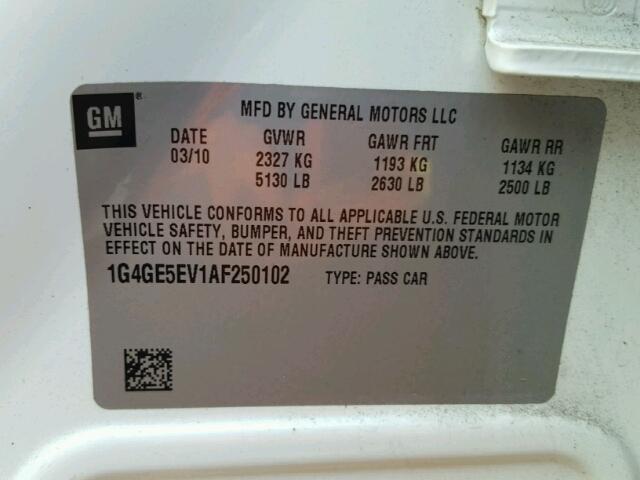 GM ®
MFD BY GENERAL MOTORS LLC
DATE GVWR GAWR FRT GAWR RR
03/10 2327 KG 1193 KG 1134 KG
5130 LB 2630 LB 2500 LB
THIS VEHICLE CONFORMS TO ALL APPLICABLE U.S. FEDERAL MOTOR
VEHICLE SAFETY, BUMPER, AND THEFT PREVENTION STANDARDS IN
EFFECT ON THE DATE OF MANUFACTURE SHOWN ABOVE.
1G4GE5EV1AF250102 TYPE: PASS CAR